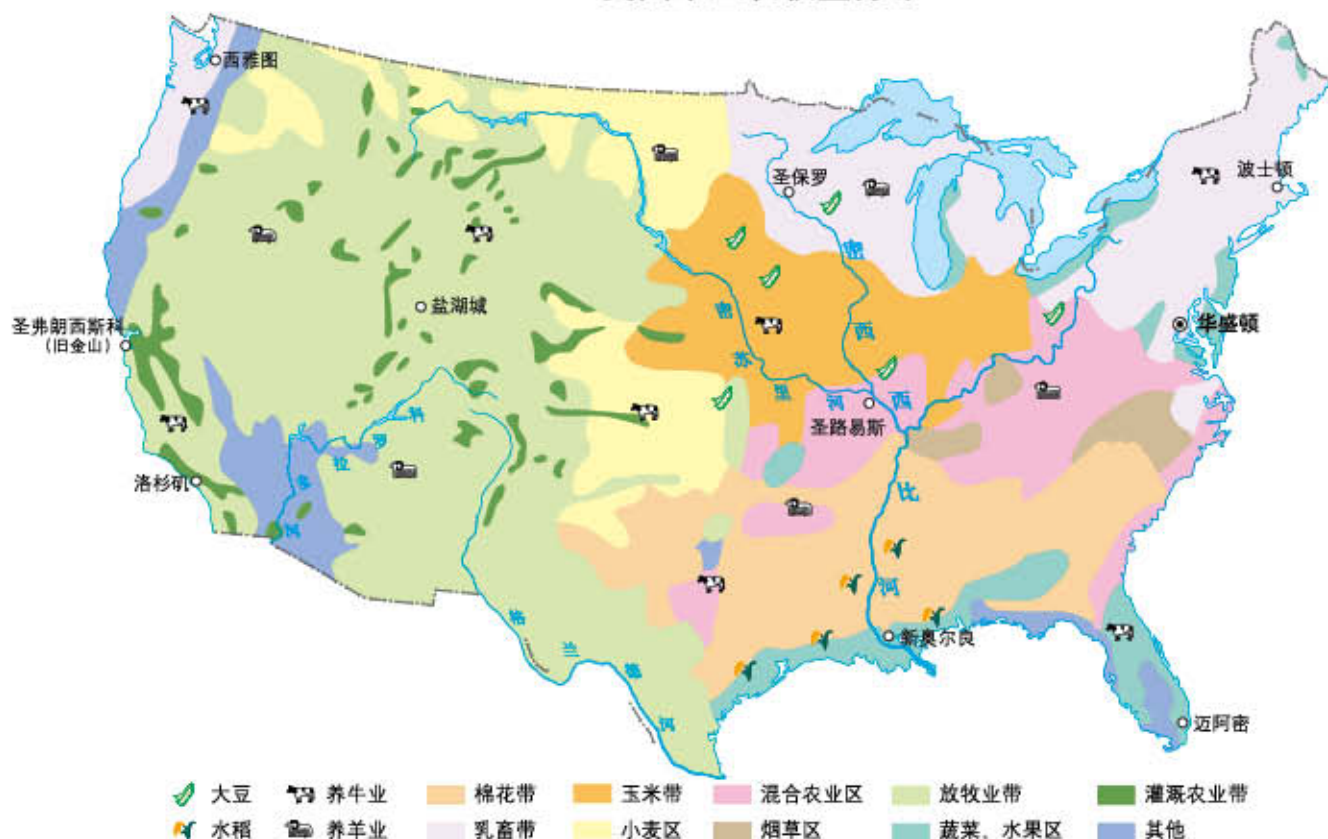 西雅图
圣保罗
波士顿
盐湖城
圣弗朗西斯科
(旧金山)
华盛顿
密西西比河
密苏里河
圣路易斯
科罗拉多河
洛杉矶
格兰德河
新奥尔良
迈阿密
大豆 养牛业 棉花带 玉米带 混合农业区 放牧业带 灌溉农业带
水稻 养羊业 乳畜带 小麦区 烟草区 蔬菜、水果区 其他